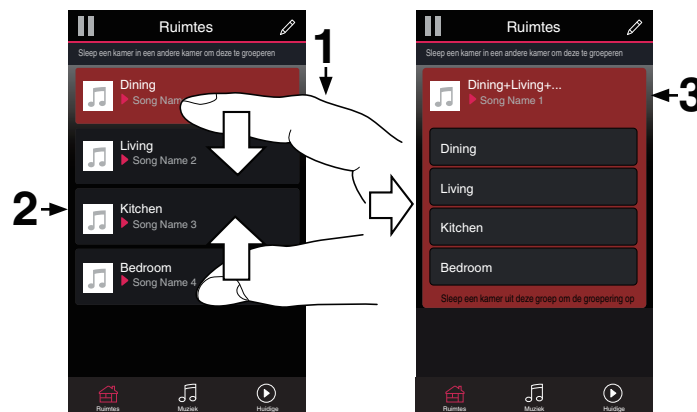 Ruimtes
Sleep een kamer in een andere kamer om deze te groeperen
1
Dining
Song Na
Living
Song Name 2
2
Kitchen
Song Name 3
Bedroom
Song Name 4
Ruimtes
Muziek
Huidige
Ruimtes
Sleep een kamer in een andere kamer om deze te groeperen
Dining+Living+...
Song Name 1
3
Dining
Living
Kitchen
Bedroom
Sleep een kamer uit deze groep om de groepering op
Ruimtes
Muziek
Huidige